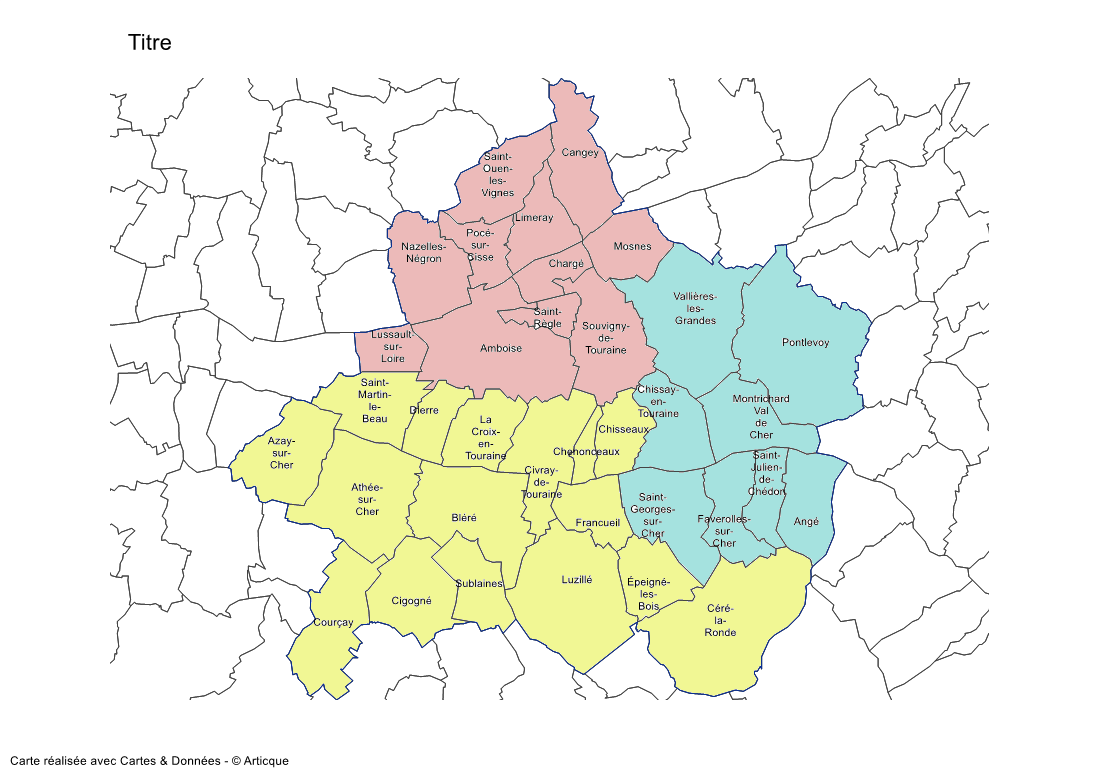 Titre
Cangey
Saint-
Ouen-
les-
Vignes
Limeray
Pocé-
sur-
Cisse
Nazelles-
Négron
Mosnes
Chargé
Vallières-
les-
Grandes
Saint-
Règle
Souvigny-
de-
Touraine
Pontlevoy
Lussault-
sur-
Loire
Amboise
Saint-
Martin-
le-
Beau
Dierre
Chissay-
en-
Touraine
Montrichard
Val
de
Cher
La
Croix-
en-
Touraine
Chisseaux
Azay-
sur-
Cher
Chenonceaux
Civray-
de-
Touraine
Saint-
Julien-
de-
Chédon
Athée-
sur-
Cher
Saint-
Georges-
sur-
Cher
Bléré
Francueil
Faverolles-
sur-
Cher
Angé
Luzillé
Sublaines
Épeigné-
les-
Bois
Cigogné
Céré-
la-
Ronde
Courçay
Carte réalisée avec Cartes & Données - © Articque